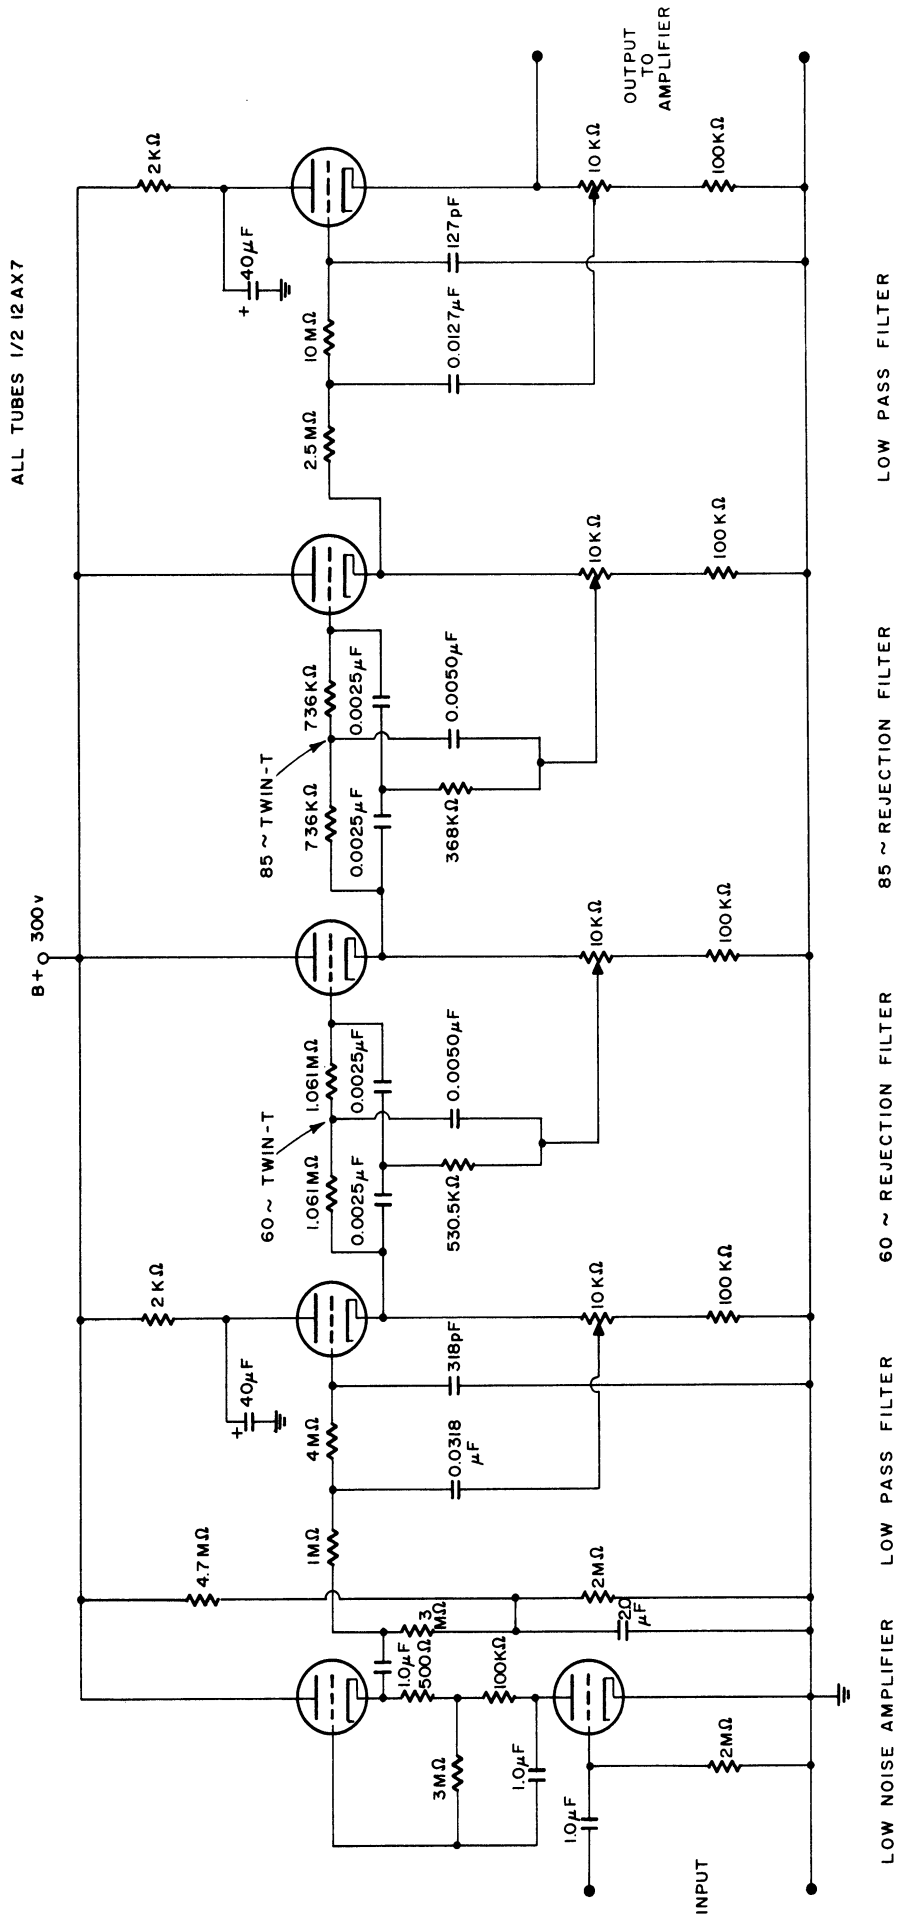 ALL TUBES 1/2 12AX7
B+ 300v
4.7MΩ
2KΩ
2KΩ
40μF
+
40μF
+
60~ TWIN-T
85~TWIN-T
1MΩ
4MΩ
1.061MΩ
1.061MΩ
736KΩ
736KΩ
2.5MΩ
10MΩ
0.0025μF
0.0025μF
0.0025μF
0.0025μF
1.0μF
500Ω
3
MΩ
3MΩ
100KΩ
0.0318
μF
318pF
530.5KΩ
0.0050μF
368KΩ
0.0050μF
0.0127μF
127pF
1.0μF
1.0μF
2MΩ
20
μF
10KΩ
10KΩ
10KΩ
10KΩ
OUTPUT
TO
AMPLIFIER
INPUT
2MΩ
100KΩ
100KΩ
100KΩ
100KΩ
LOW NOISE AMPLIFIER
LOW PASS FILTER
60 ~ REJECTION FILTER
85 ~ REJECTION FILTER
LOW PASS FILTER